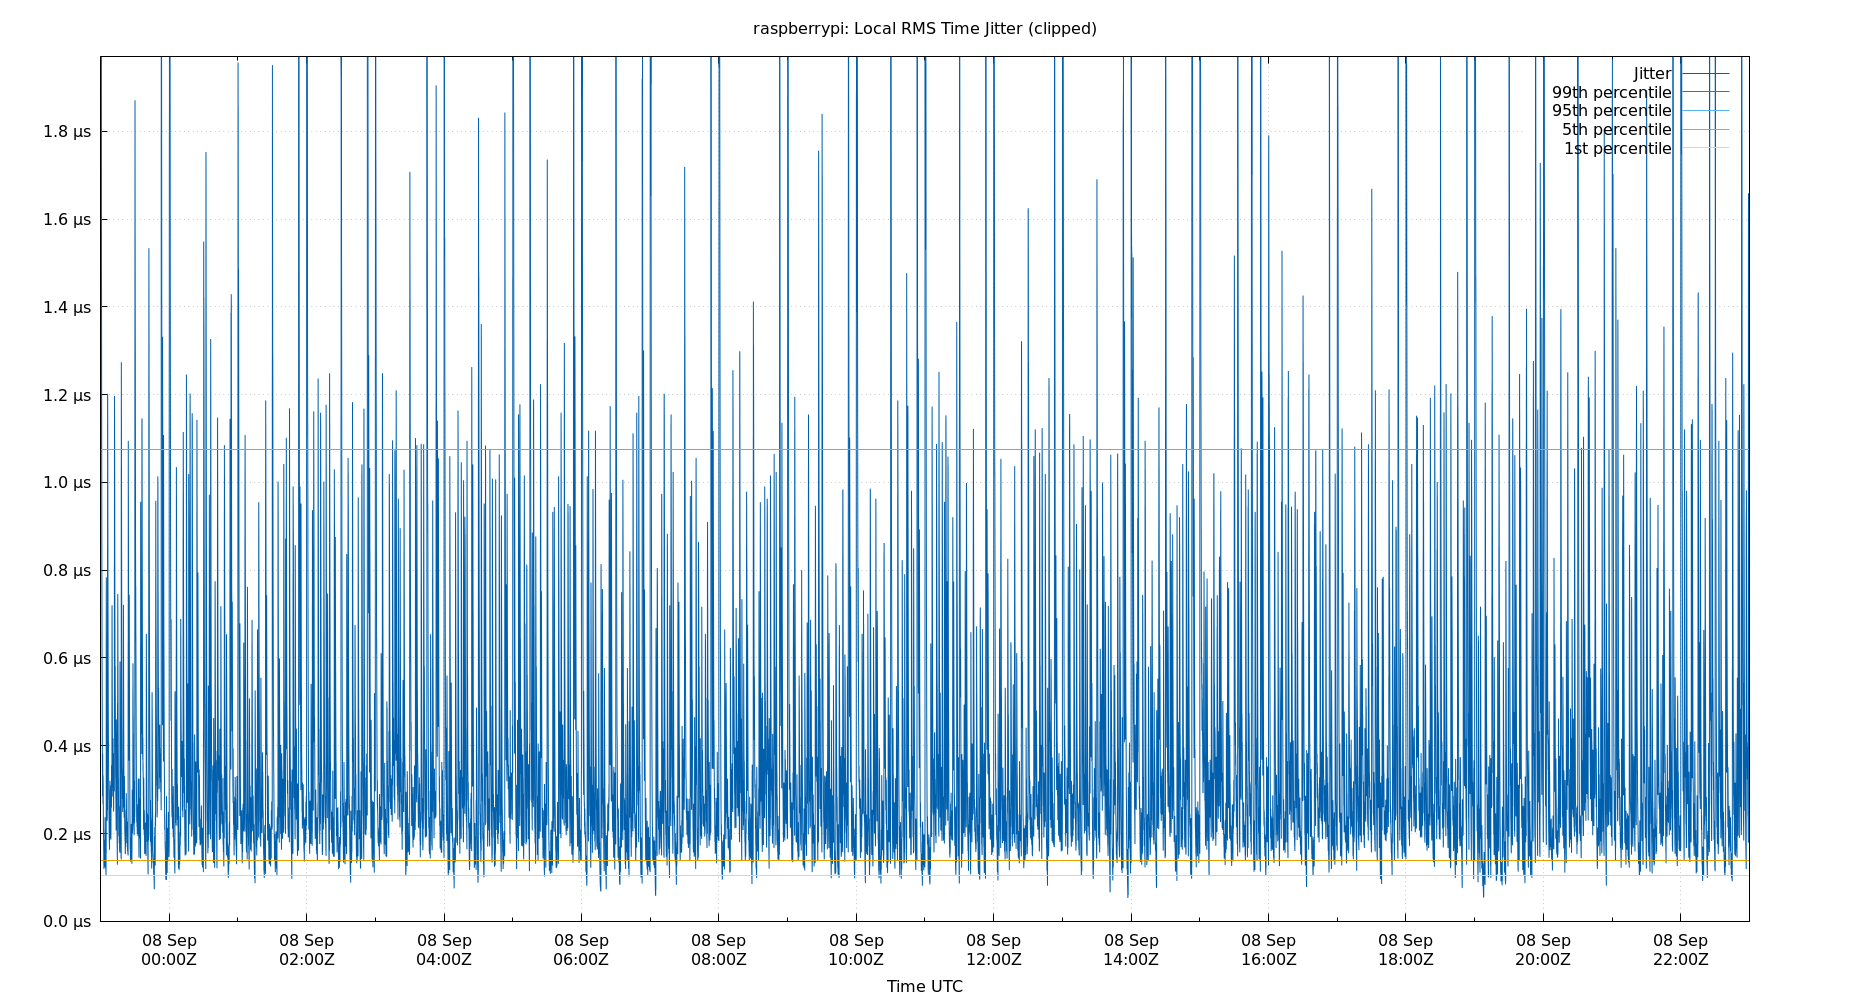 raspberrypi: Local RMS Time Jitter (clipped)
Jitter
99th percentile
95th percentile
5th percentile
1st percentile
1.8 μs
1.6 μs
1.4 μs
1.2 μs
1.0 μs
0.8 μs
0.6 μs
0.4 μs
0.2 μs
0.0 μs
08 Sep 08 Sep 08 Sep 08 Sep 08 Sep 08 Sep 08 Sep 08 Sep 08 Sep 08 Sep 08 Sep 08 Sep
00:00Z 02:00Z 04:00Z 06:00Z 08:00Z 10:00Z 12:00Z 14:00Z 16:00Z 18:00Z 20:00Z 22:00Z
Time UTC